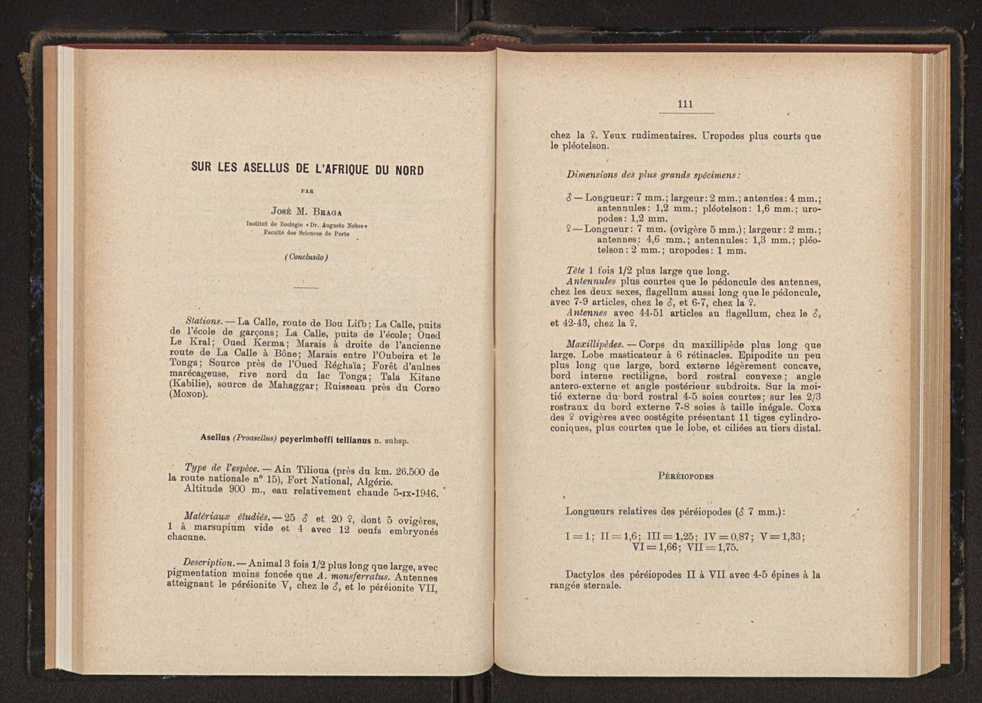 SUR LES ASELLUS DE L'AFRIQUE DU NORD
PAR
JOSÉ M. BRAGA
Institut de Zoologie «Dr. Augusto Nobre»
Faculté des Sciences de Porto
(Conclusão)
Stations. — La Calle, route de Bou Lifb; La Calle, puits
de l'école de garçons; La Calle, puits de l'école; Oued
Le Kral; Oued Kerma; Marais à droite de l'ancienne
route de La Calle à Bône; Marais entre l'Oubeira et le
Tonga; Source près de l'Oued Réghaïa; Forêt d'aulnes
marécageuse, rive nord du lac Tonga; Tala Kitane
(Kabilie), source de Mahaggar; Ruisseau près du Corso
(MONOD).
Asellus (Proasellus) peyerimhoffi tellianus n. subsp.
Type de l'espèce. — Ain Tilioua (près du km. 26.500 de
la route nationale n° 15), Fort National, Algérie.
Altitude 900 m., eau relativement chaude 5-IX-1946.
Matériaux étudiés. — 25 ♂ et 20 ♀, dont 5 ovigères,
1 à marsupium vide et 4 avec 12 oeufs embryonés
chacune.
Description. — Animal 3 fois 1/2 plus long que large, avec
pigmentation moins foncée que A. monsferratus. Antennes
atteignant le péréionite V, chez le ♂, et le péréionite VII,
111
chez la ♀. Yeux rudimentaires. Uropodes plus courts que
le pléotelson.
Dimensions des plus grands spécimens:
♂ — Longueur: 7 mm.; largeur: 2 mm.; antennes: 4 mm.;
antennules: 1,2 mm.; pléotelson: 1,6 mm.; uro-
podes: 1,2 mm.
♀ — Longueur: 7 mm. (ovigère 5 mm.); largeur: 2 mm.;
antennes: 4,6 mm.; antennules: 1,3 mm.; pléo-
telson: 2 mm.; uropodes: 1 mm.
Tête 1 fois 1/2 plus large que long.
Antennules plus courtes que le pédoncule des antennes,
chez les deux sexes, flagellum aussi long que le pédoncule,
avec 7-9 articles, chez le ♂, et 6-7, chez la ♀.
Antennes avec 44-51 articles au flagellum, chez le ♂,
et 42-43, chez la ♀.
Maxillipèdes. — Corps du maxillipède plus long que
large. Lobe masticateur à 6 rétinacles. Epipodite un peu
plus long que large, bord externe légèrement concave,
bord interne rectiligne, bord rostral convexe; angle
antero-externe et angle postérieur subdroits. Sur la moi-
tié externe du bord rostral 4-5 soies courtes; sur les 2/3
rostraux du bord externe 7-8 soies à taille inégale. Coxa
des ♀ ovigères avec oostégite présentant 11 tiges cylindro-
coniques, plus courtes que le lobe, et ciliées au tiers distal.
PÉRÉIOPODES
Longueurs relatives des péréiopodes (♂ 7 mm.):
I = 1; II = 1,6; III = 1,25; IV = 0,87; V = 1,33;
VI = 1,66; VII = 1,75.
Dactylos des péréiopodes II à VII avec 4-5 épines à la
rangée sternale.